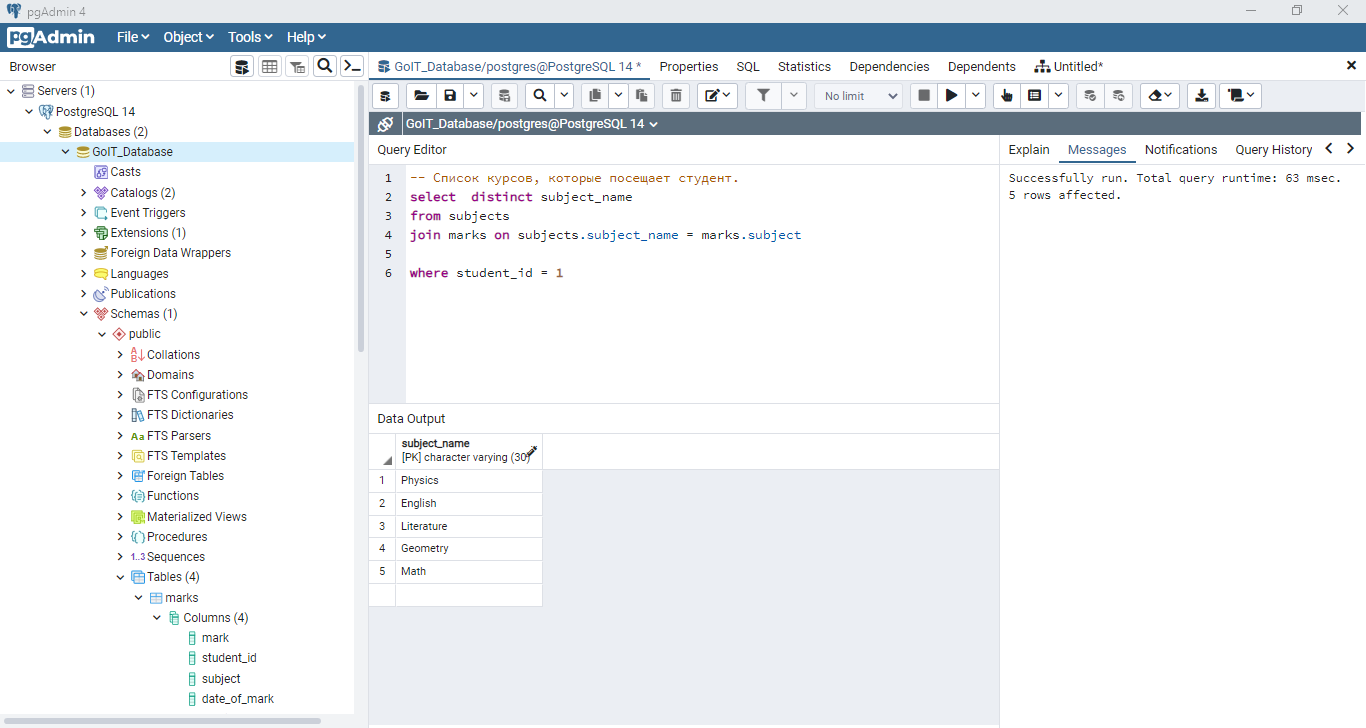 pgAdmin 4
pgAdmin File Object Tools Help
Browser
Servers (1)
PostgreSQL 14
Databases (2)
GoIT_Database
Casts
Catalogs (2)
Event Triggers
Extensions (1)
Foreign Data Wrappers
Languages
Publications
Schemas (1)
public
Collations
Domains
FTS Configurations
FTS Dictionaries
Aa FTS Parsers
FTS Templates
Foreign Tables
Functions
Materialized Views
Procedures
1..3 Sequences
Tables (4)
marks
Columns (4)
mark
student_id
subject
date_of_mark
GoIT_Database/postgres@PostgreSQL 14 * Properties SQL Statistics Dependencies Dependents Untitled*
No limit
GoIT_Database/postgres@PostgreSQL 14
Query Editor
1 -- Список курсов, которые посещает студент.
2 select  distinct subject_name
3 from subjects
4 join marks on subjects.subject_name = marks.subject
5
6 where student_id = 1
Data Output
subject_name
[PK] character varying (30)
1 Physics
2 English
3 Literature
4 Geometry
5 Math
Explain Messages Notifications Query History
Successfully run. Total query runtime: 63 msec.
5 rows affected.